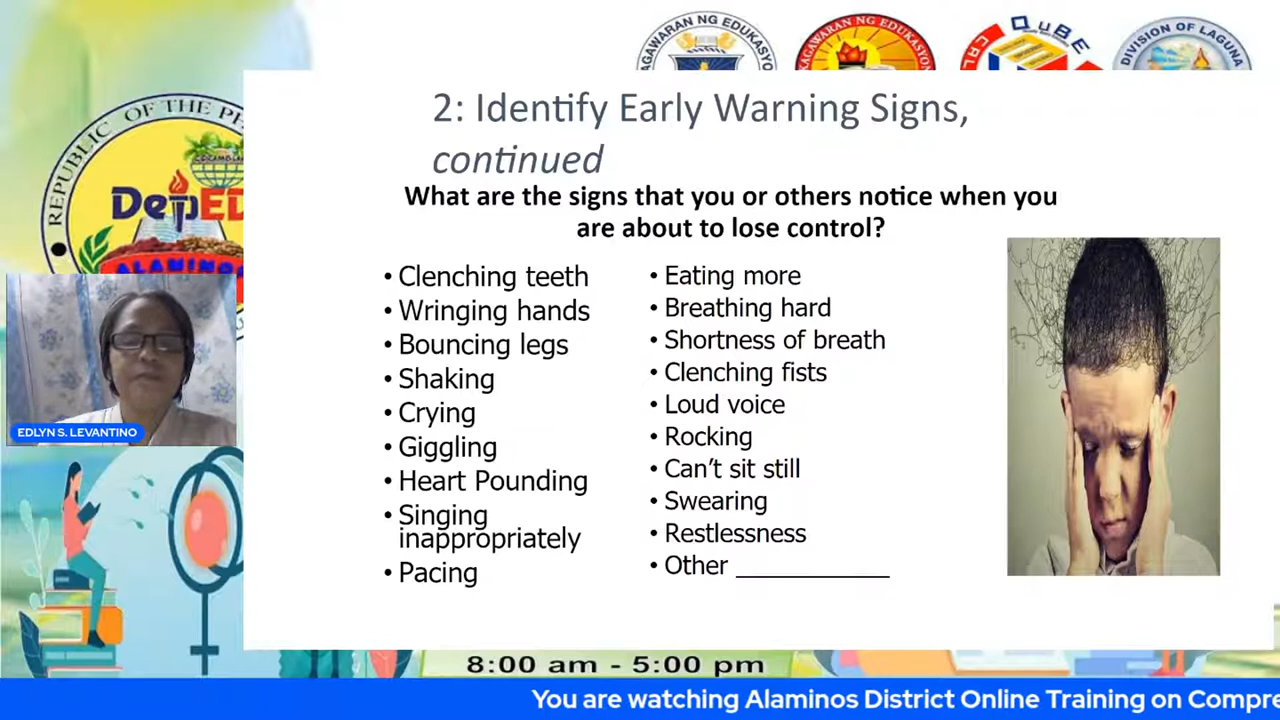 KAGAWARAN NG EDUKASYON
QuBE
DIVISION OF LAGUNA
REPUBLIC OF THE
DepED
2: Identify Early Warning Signs,
continued
What are the signs that you or others notice when you
are about to lose control?
• Clenching teeth
• Wringing hands
• Bouncing legs
• Shaking
• Crying
• Giggling
• Heart Pounding
• Singing
inappropriately
• Pacing
• Eating more
• Breathing hard
• Shortness of breath
• Clenching fists
• Loud voice
• Rocking
• Can’t sit still
• Swearing
• Restlessness
• Other ___________
EDLYN S. LEVANTINO
8:00 am - 5:00 pm
You are watching Alaminos District Online Training on Compre